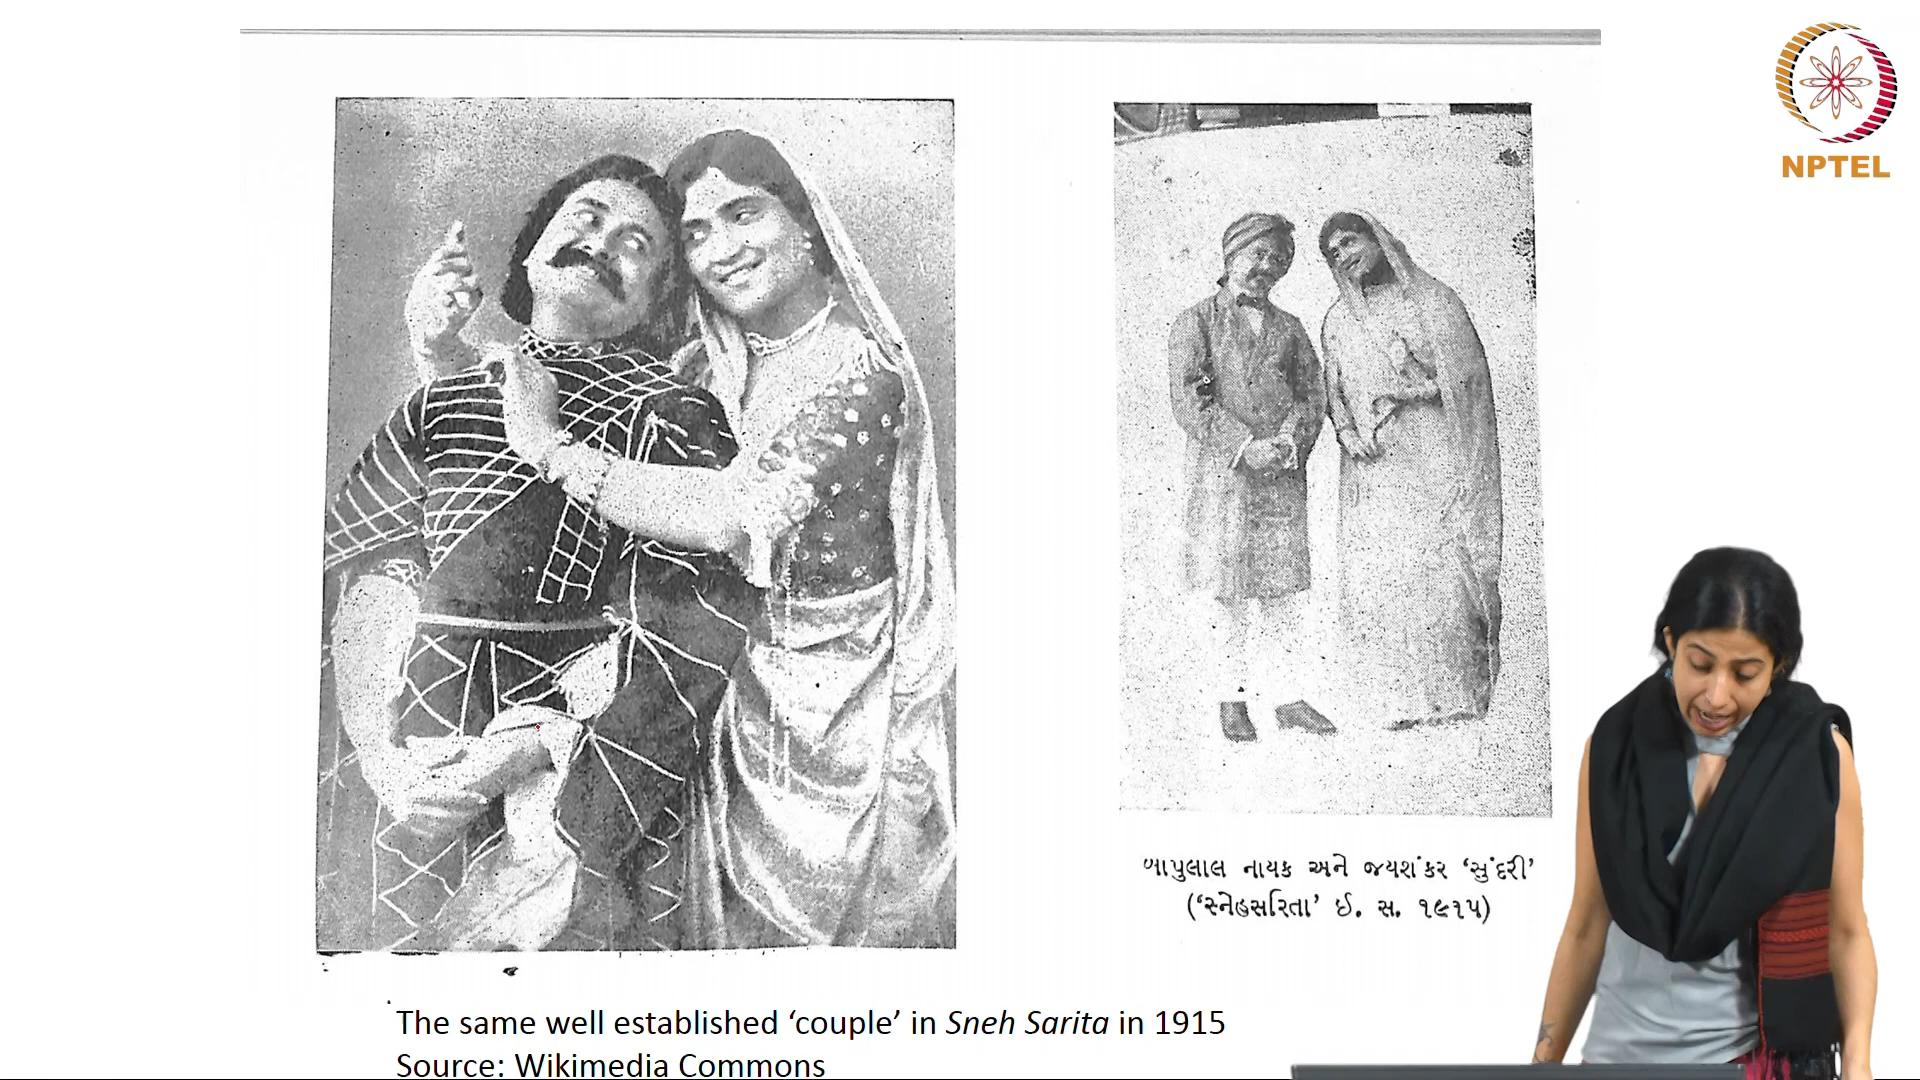 NPTEL
બાપુલાલ નાયક અને જયશંકર ‘સુંદરી’
(‘સ્નેહસરિતા’ ઈ. સ. ૧૯૧૫)
The same well established ‘couple’ in Sneh Sarita in 1915
Source: Wikimedia Commons